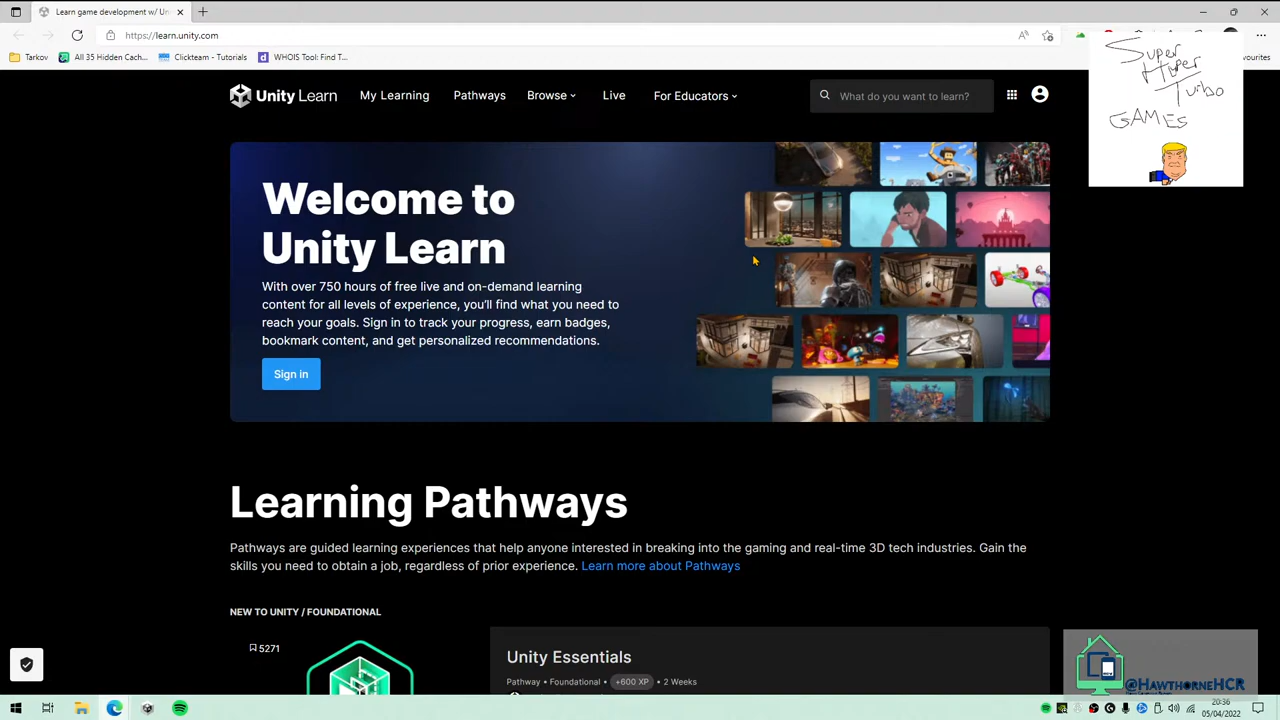 Learn game development w/ Un
https://learn.unity.com
Tarkov
All 35 Hidden Cach...
Clickteam - Tutorials
WHOIS Tool: Find T...
vourites
Unity Learn
My Learning
Pathways
Browse
Live
For Educators
What do you want to learn?
SUPER
HYPER
TURBO
GAMES
Welcome to
Unity Learn
With over 750 hours of free live and on-demand learning
content for all levels of experience, you'll find what you need to
reach your goals. Sign in to track your progress, earn badges,
bookmark content, and get personalized recommendations.
Sign in
Learning Pathways
Pathways are guided learning experiences that help anyone interested in breaking into the gaming and real-time 3D tech industries. Gain the
skills you need to obtain a job, regardless of prior experience. Learn more about Pathways
NEW TO UNITY / FOUNDATIONAL
5271
Unity Essentials
Pathway • Foundational • +600 XP • 2 Weeks
@HAWTHORNEHCR
20:36
05/04/2022